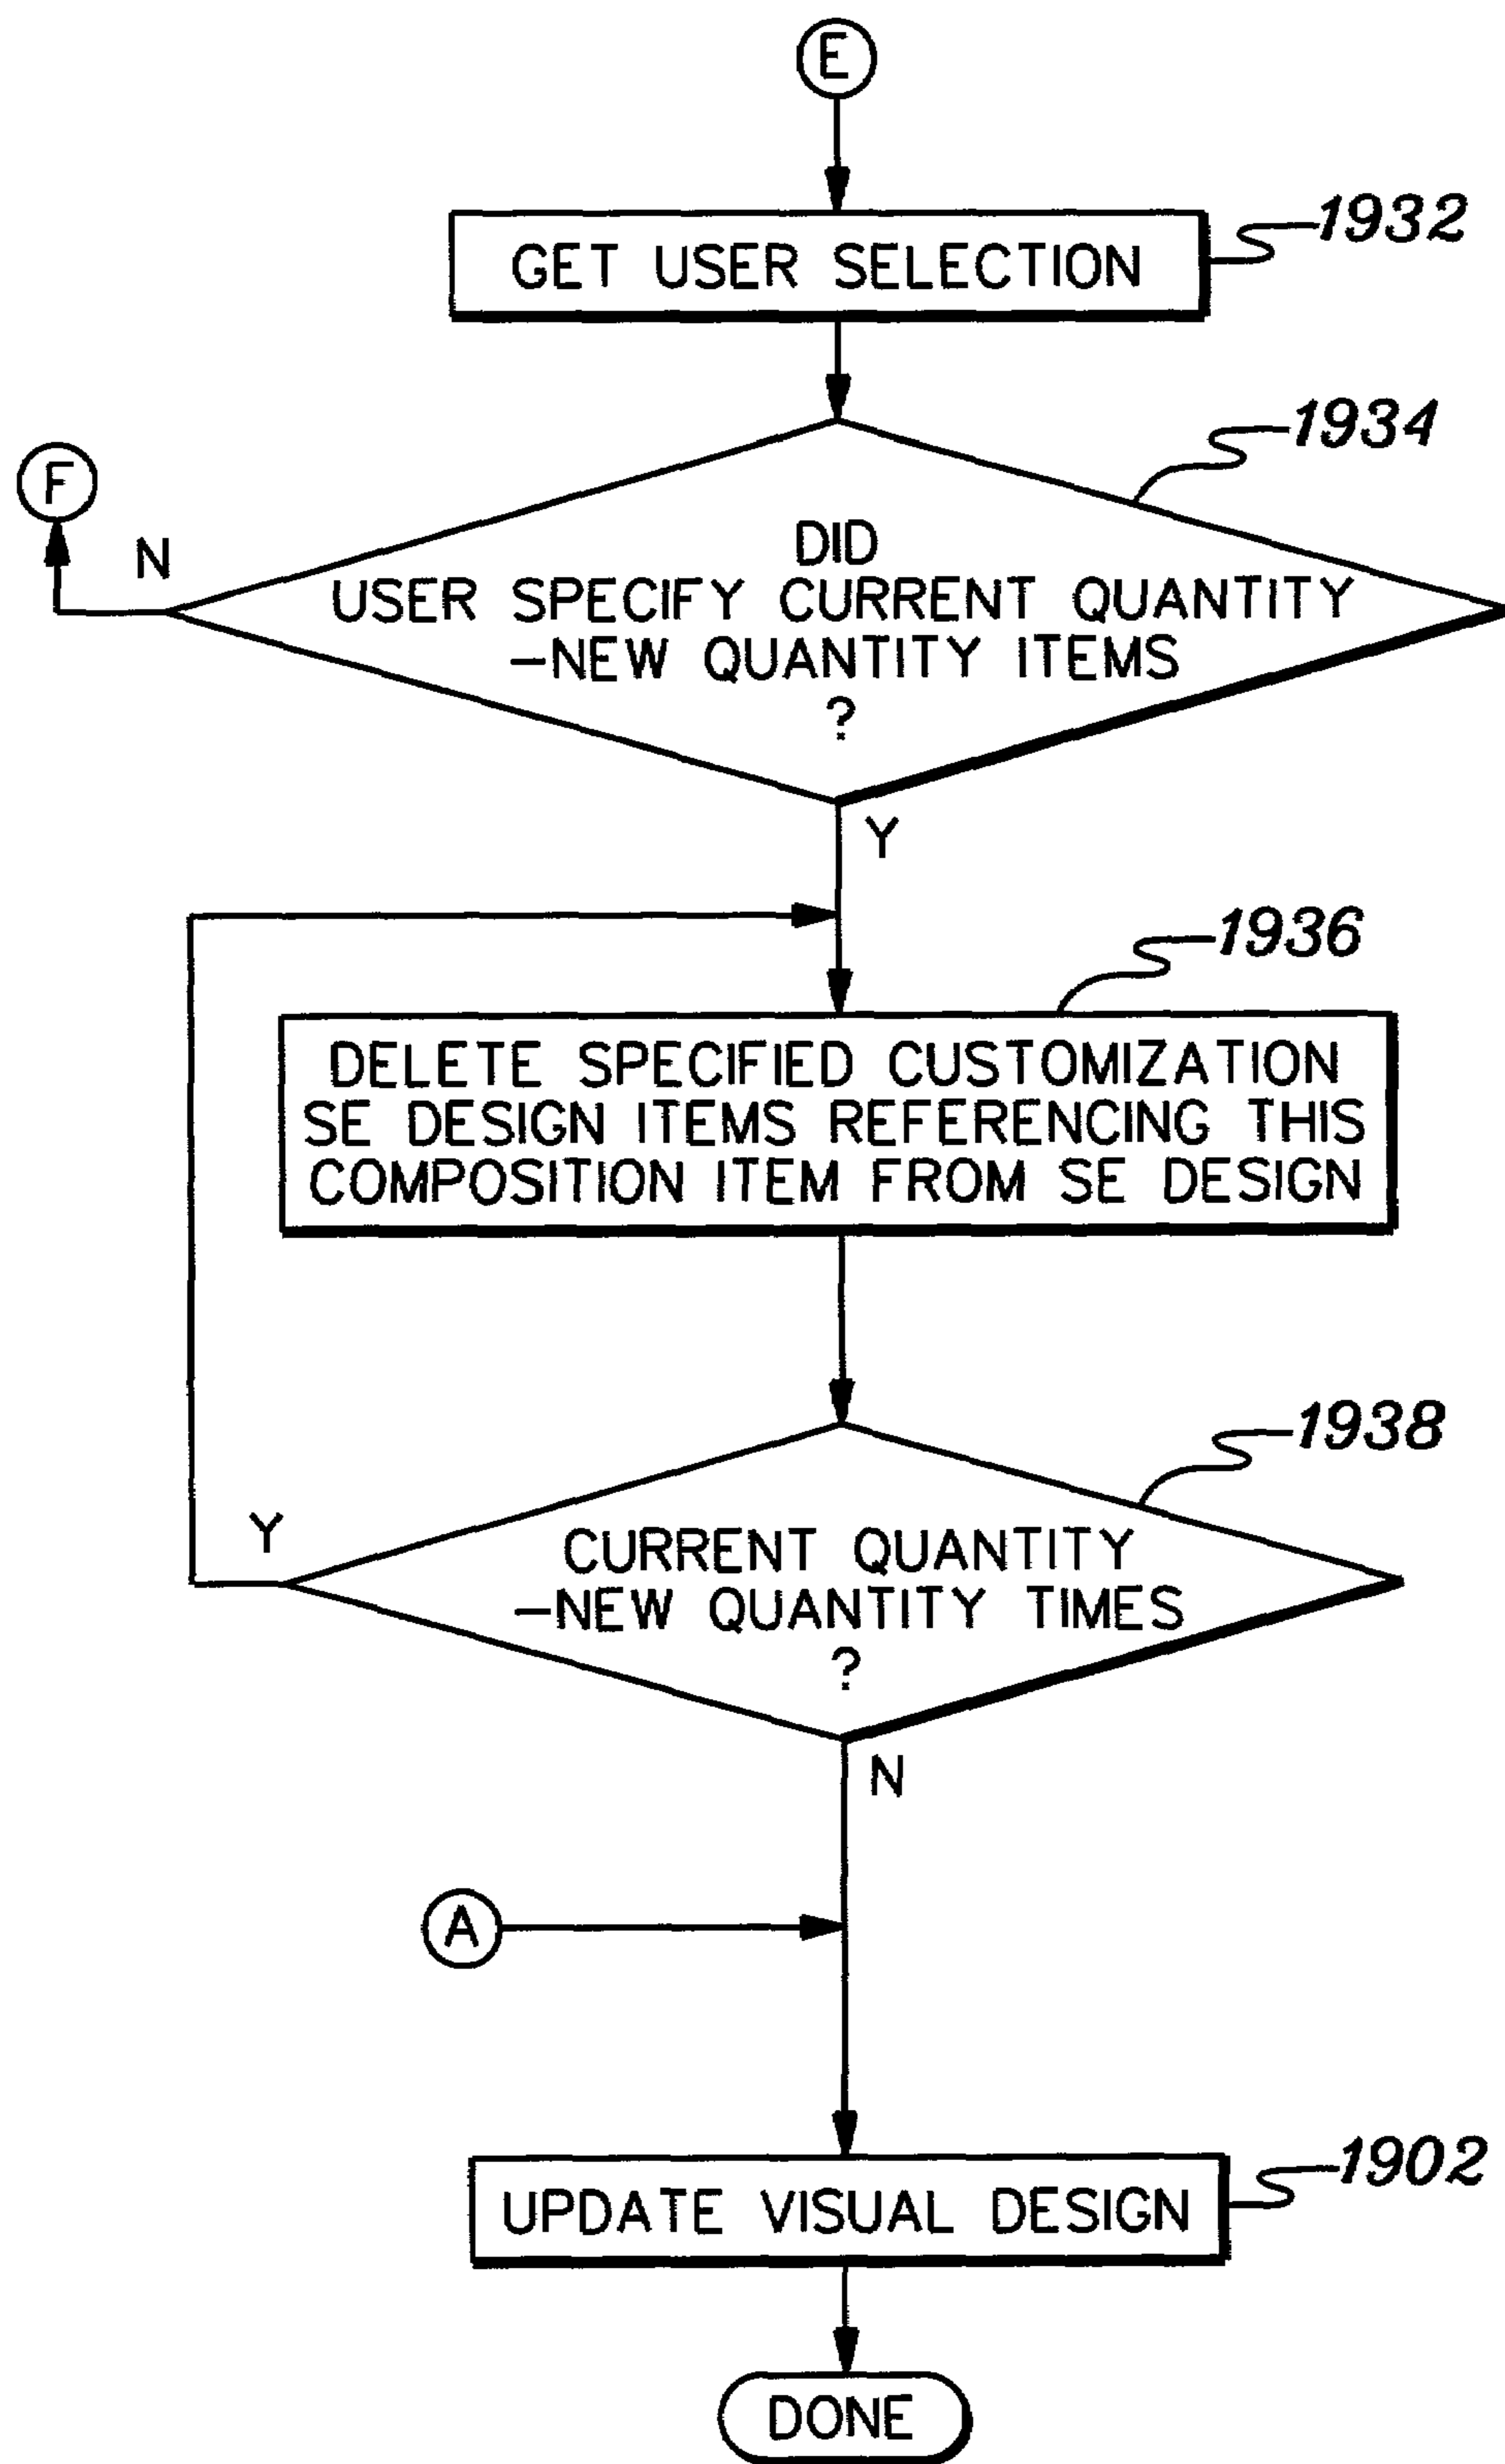 E
GET USER SELECTION
1932
1934
F
N
DID
USER SPECIFY CURRENT QUANTITY
-NEW QUANTITY ITEMS
?
Y
1936
DELETE SPECIFIED CUSTOMIZATION
SE DESIGN ITEMS REFERENCING THIS
COMPOSITION ITEM FROM SE DESIGN
1938
Y
CURRENT QUANTITY
-NEW QUANTITY TIMES
?
N
A
1902
UPDATE VISUAL DESIGN
DONE